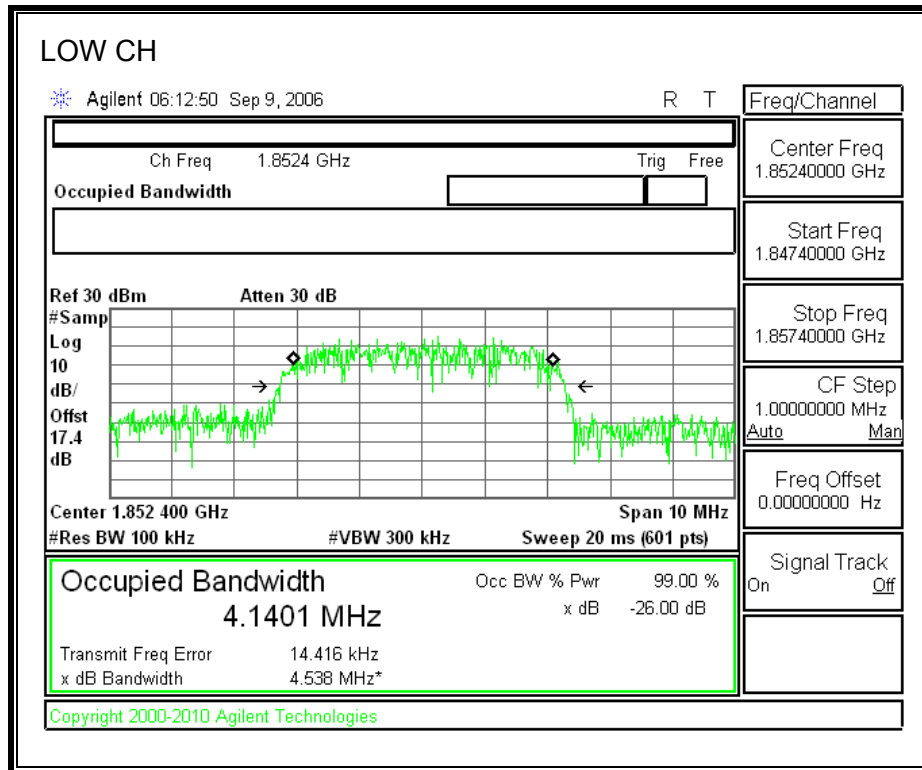 LOW CH
Agilent 06:12:50 Sep 9, 2006 R T
Freq/Channel
Ch Freq 1.8524 GHz Trig Free
Occupied Bandwidth
Center Freq
1.85240000 GHz
Start Freq
1.84740000 GHz
Stop Freq
1.85740000 GHz
CF Step
1.00000000 MHz
Auto Man
Freq Offset
0.00000000 Hz
Signal Track
On Off
Ref 30 dBm Atten 30 dB
#Samp
Log
10
dB/
Offst
17.4
dB
Center 1.852 400 GHz Span 10 MHz
#Res BW 100 kHz #VBW 300 kHz Sweep 20 ms (601 pts)
Occupied Bandwidth Occ BW % Pwr 99.00 %
4.1401 MHz x dB -26.00 dB
Transmit Freq Error 14.416 kHz
x dB Bandwidth 4.538 MHz*
Copyright 2000-2010 Agilent Technologies